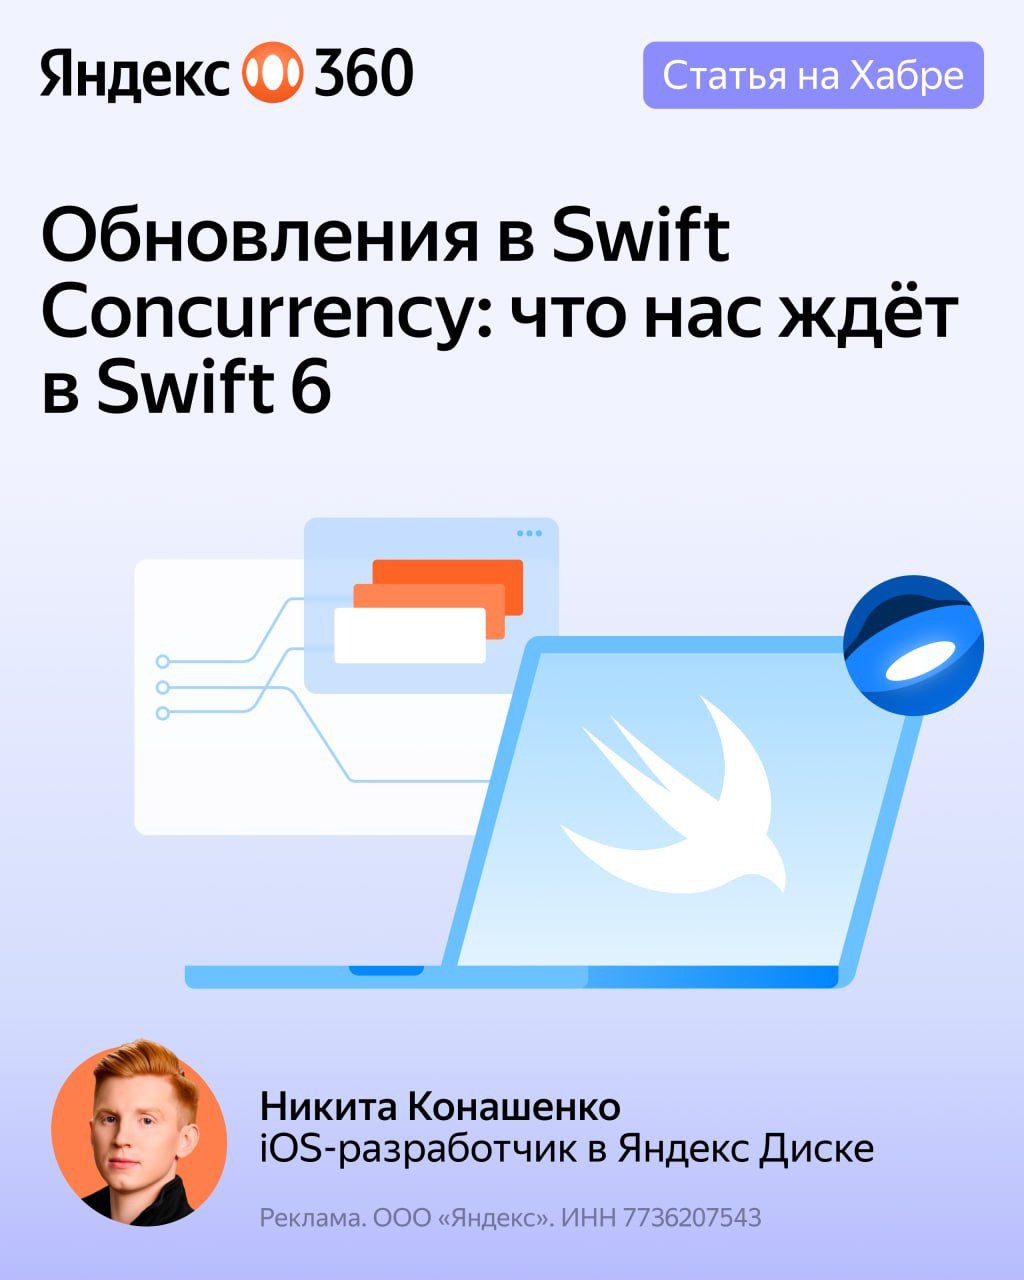 Яндекс 360
Статья на Хабре
Обновления в Swift
Concurrency: что нас ждёт
в Swift 6
Никита Конашенко
iOS-разработчик в Яндекс Диске
Реклама. ООО «Яндекс». ИНН 7736207543